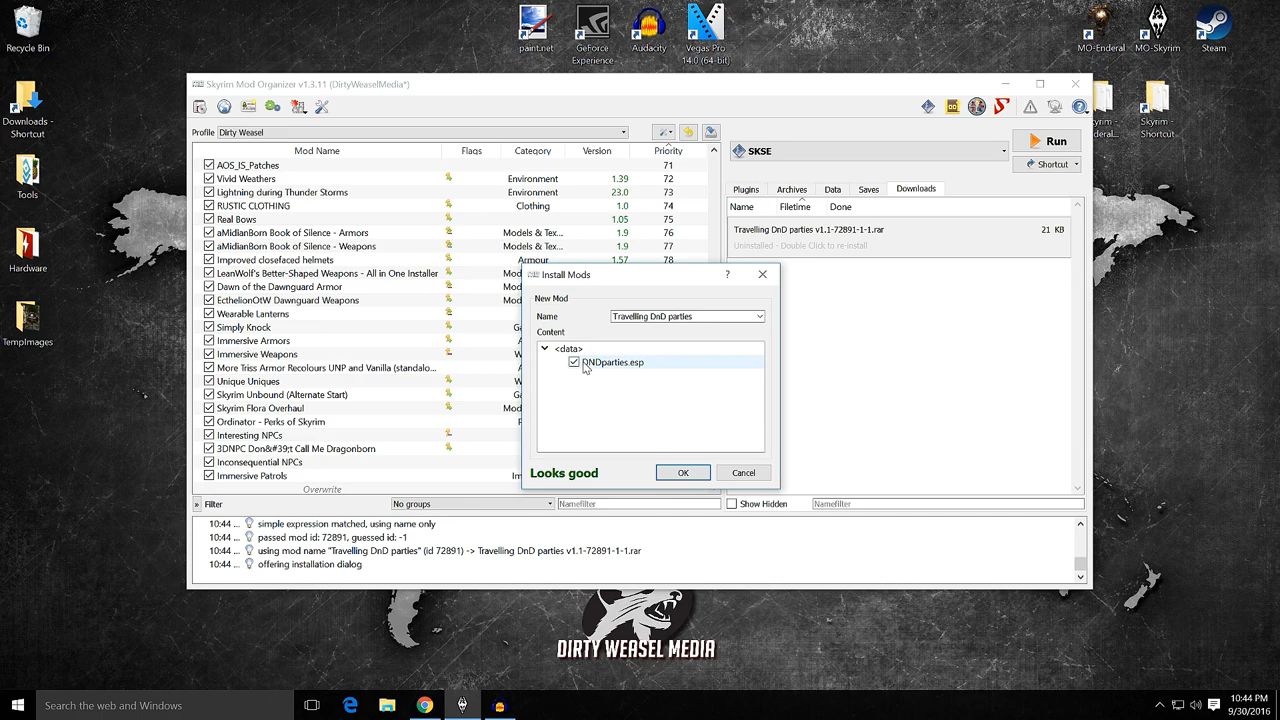 Recycle Bin
Downloads - Shortcut
Tools
Hardware
TempImages
paint.net
GeForce Experience
Audacity
Vegas Pro 14.0 (64-bit)
MO-Enderal
MO-Skyrim
Steam
Skyrim - Enderal...
Skyrim - Shortcut
Skyrim Mod Organizer v1.3.11 (DirtyWeaselMedia*)
Profile Dirty Weasel
Mod Name Flags Category Version Priority
AOS_IS_Patches 71
Vivid Weathers Environment 1.39 72
Lightning during Thunder Storms Environment 23.0 73
RUSTIC CLOTHING Clothing 1.0 74
Real Bows 1.05 75
aMidianBorn Book of Silence - Armors Models & Tex... 1.9 76
aMidianBorn Book of Silence - Weapons Models & Tex... 1.9 77
Improved closefaced helmets Armour 1.57 78
LeanWolf's Better-Shaped Weapons - All in One Installer Mod
Dawn of the Dawnguard Armor Mod
EcthelionOtW Dawnguard Weapons Mod
Wearable Lanterns
Simply Knock Ga
Immersive Armors
Immersive Weapons
More Triss Armor Recolours UNP and Vanilla (standalo...
Unique Uniques
Skyrim Unbound (Alternate Start)
Skyrim Flora Overhaul Mod
Ordinator - Perks of Skyrim
Interesting NPCs
3DNPC Don&#39;t Call Me Dragonborn
Inconsequential NPCs
Immersive Patrols
Overwrite
» Filter No groups Namefilter
SKSE
Run
Shortcut
Plugins Archives Data Saves Downloads
Name Filetime Done
Travelling DnD parties v1.1-72891-1-1.rar 21 KB
Uninstalled - Double Click to re-install
Show Hidden Namefilter
Install Mods ?
New Mod
Name Travelling DnD parties
Content
<data>
DNDparties.esp
Looks good OK Cancel
10:44 ... simple expression matched, using name only
10:44 ... passed mod id: 72891, guessed id: -1
10:44 ... using mod name "Travelling DnD parties" (id 72891) -> Travelling DnD parties v1.1-72891-1-1.rar
10:44 ... offering installation dialog
DIRTY WEASEL MEDIA
Search the web and Windows
10:44 PM
9/30/2016